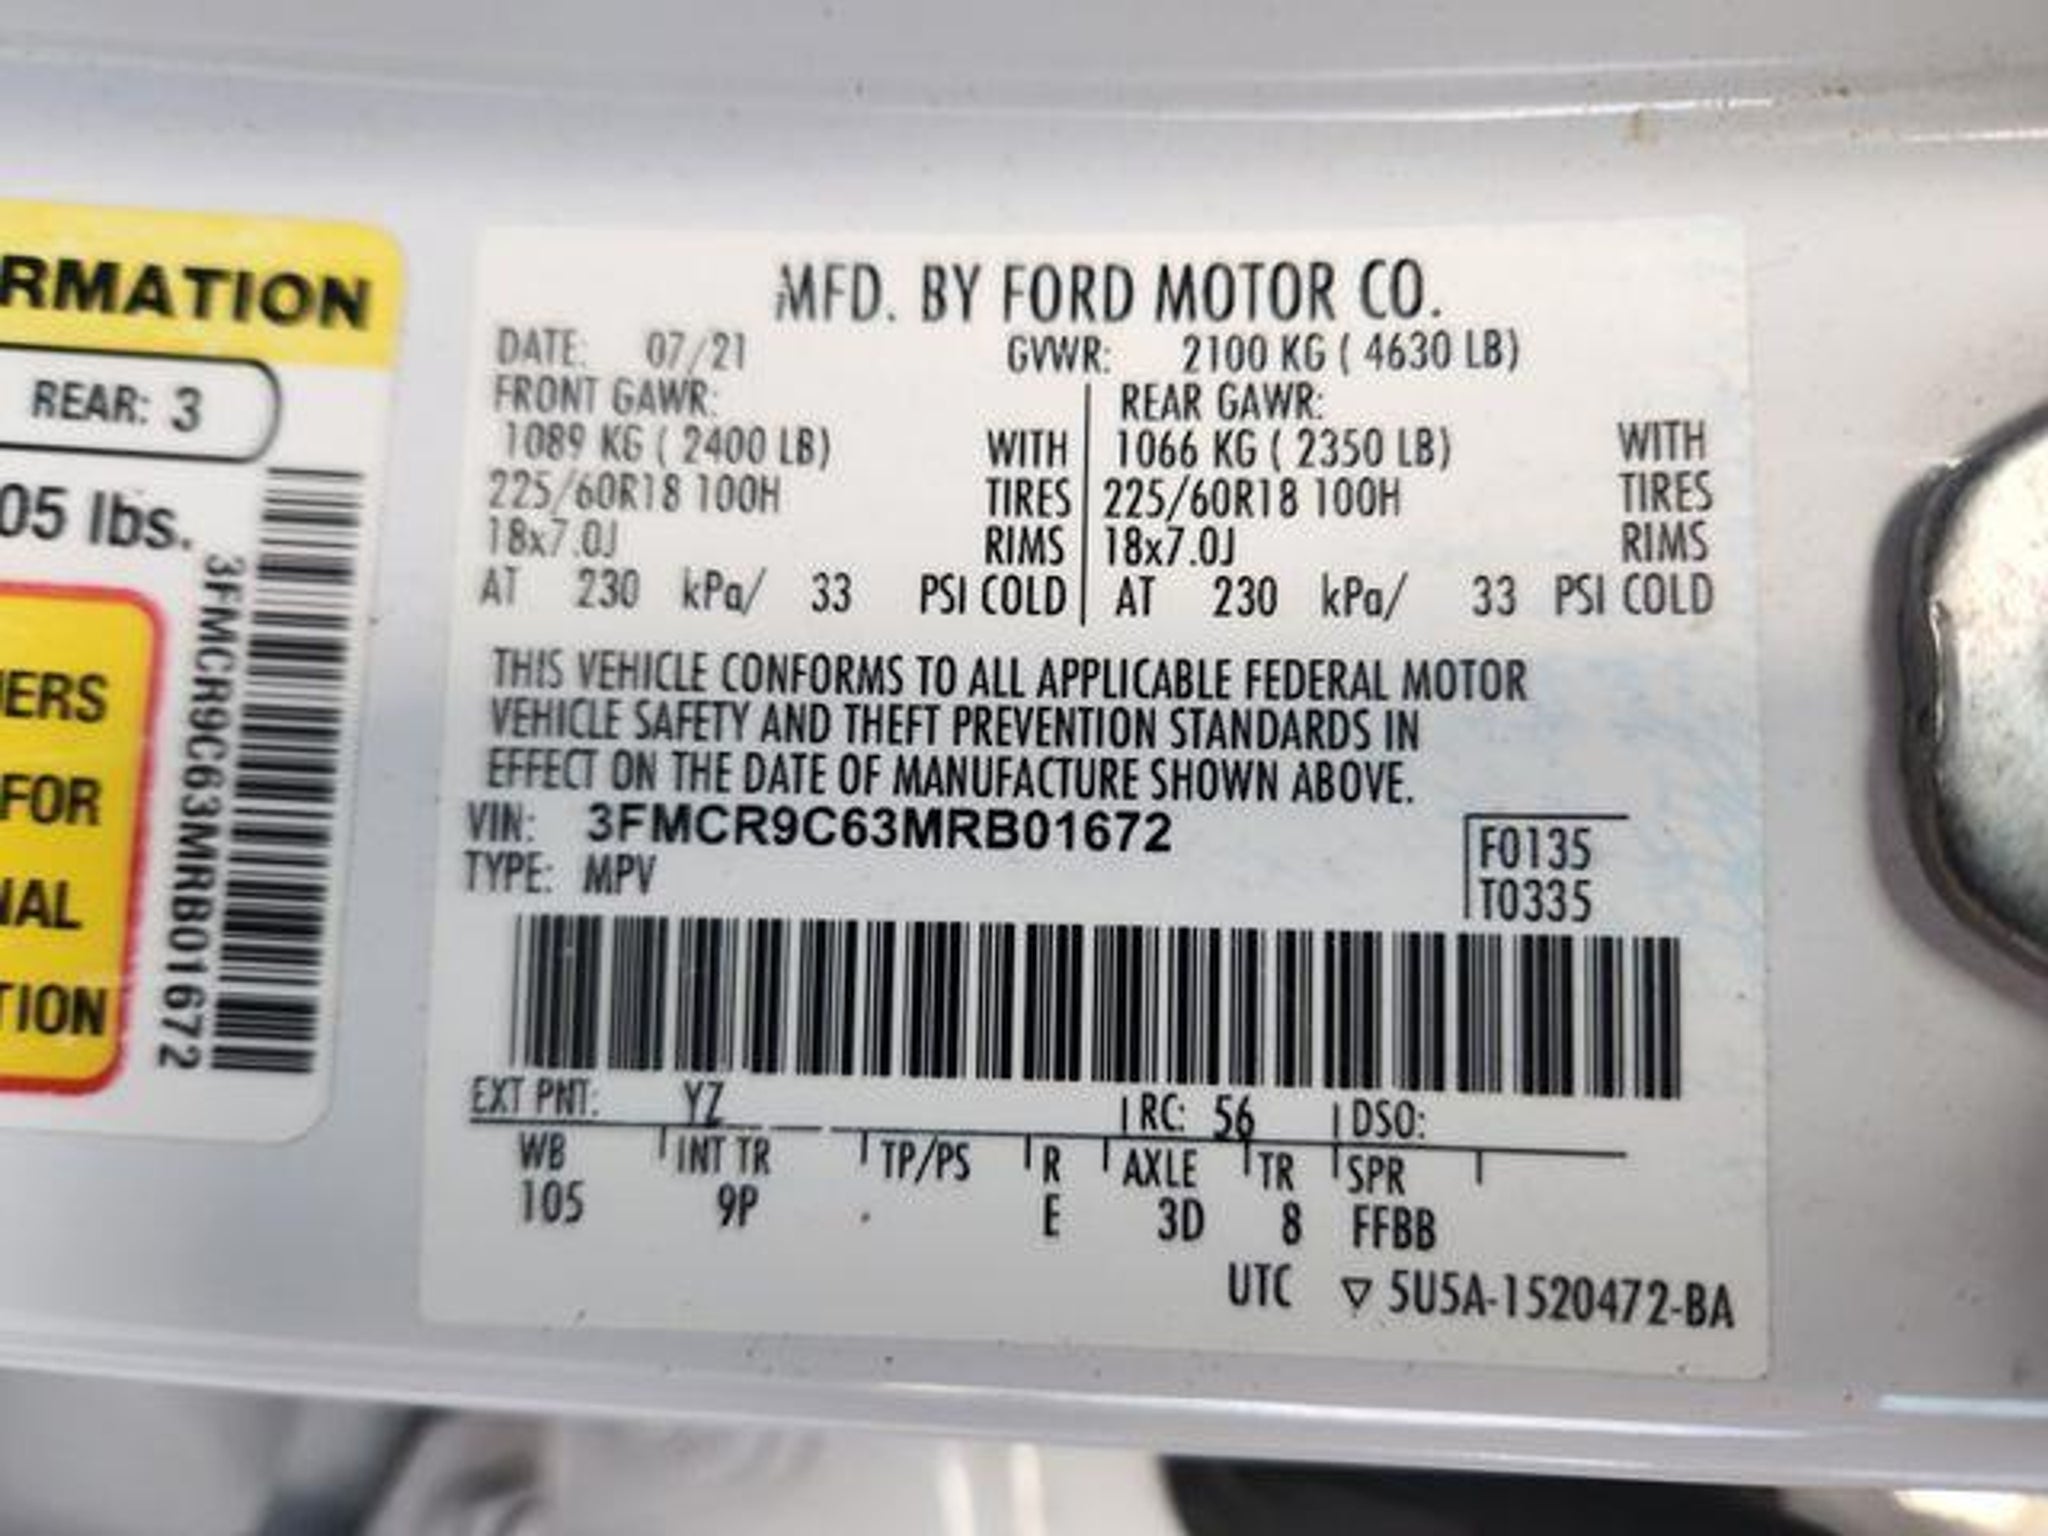 RMATION
REAR: 3
05 lbs.
3FMCR9C63MRB01672
IERS
FOR
NAL
TION
MFD. BY FORD MOTOR CO.
DATE: 07/21 GVWR: 2100 KG ( 4630 LB)
FRONT GAWR: REAR GAWR:
1089 KG ( 2400 LB) WITH 1066 KG ( 2350 LB) WITH
225/60R18 100H TIRES 225/60R18 100H TIRES
18x7.0J RIMS 18x7.0J RIMS
AT 230 kPa/ 33 PSI COLD AT 230 kPa/ 33 PSI COLD
THIS VEHICLE CONFORMS TO ALL APPLICABLE FEDERAL MOTOR
VEHICLE SAFETY AND THEFT PREVENTION STANDARDS IN
EFFECT ON THE DATE OF MANUFACTURE SHOWN ABOVE.
VIN: 3FMCR9C63MRB01672 F0135
TYPE: MPV T0335
EXT PNT: YZ RC: 56 DSO:
WB INT TR TP/PS R AXLE TR SPR
105 9P E 3D 8 FFBB
UTC ▽ 5U5A-1520472-BA